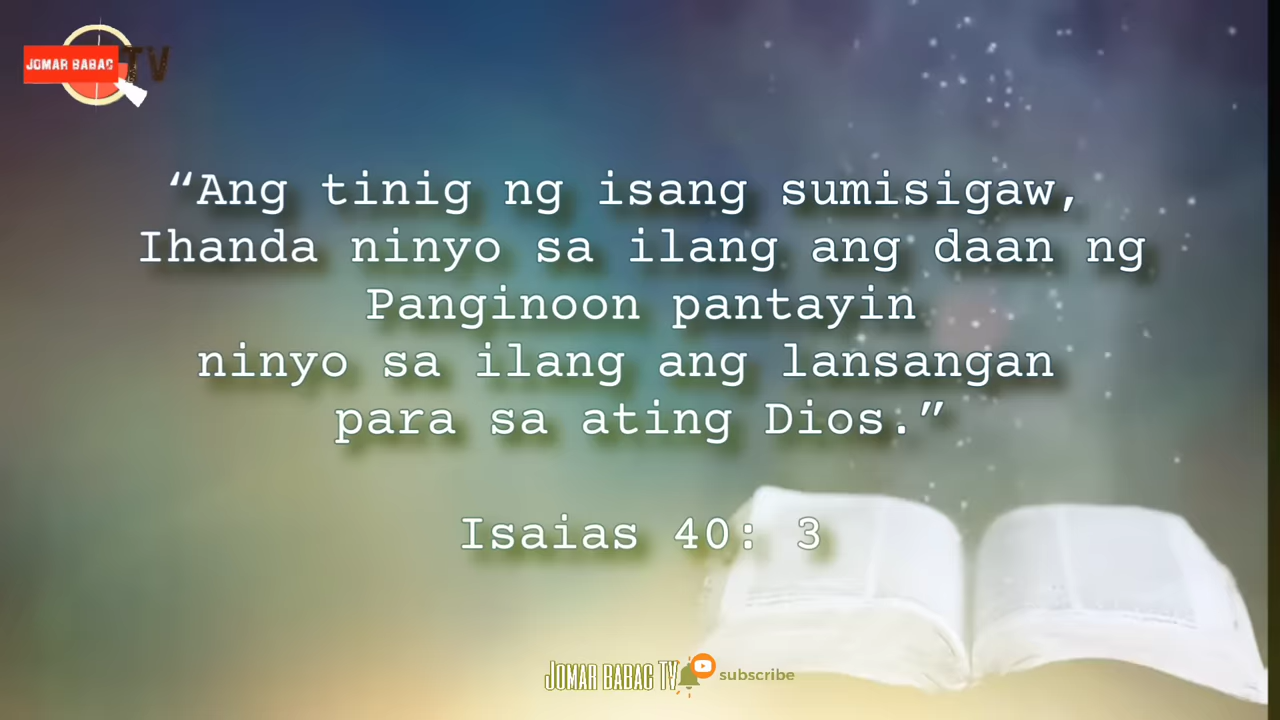 JOMAR BABAC TV
“Ang tinig ng isang sumisigaw,
Ihanda ninyo sa ilang ang daan ng
Panginoon pantayin
ninyo sa ilang ang lansangan
para sa ating Dios.”
Isaias 40: 3
JOMAR BABAC TV subscribe